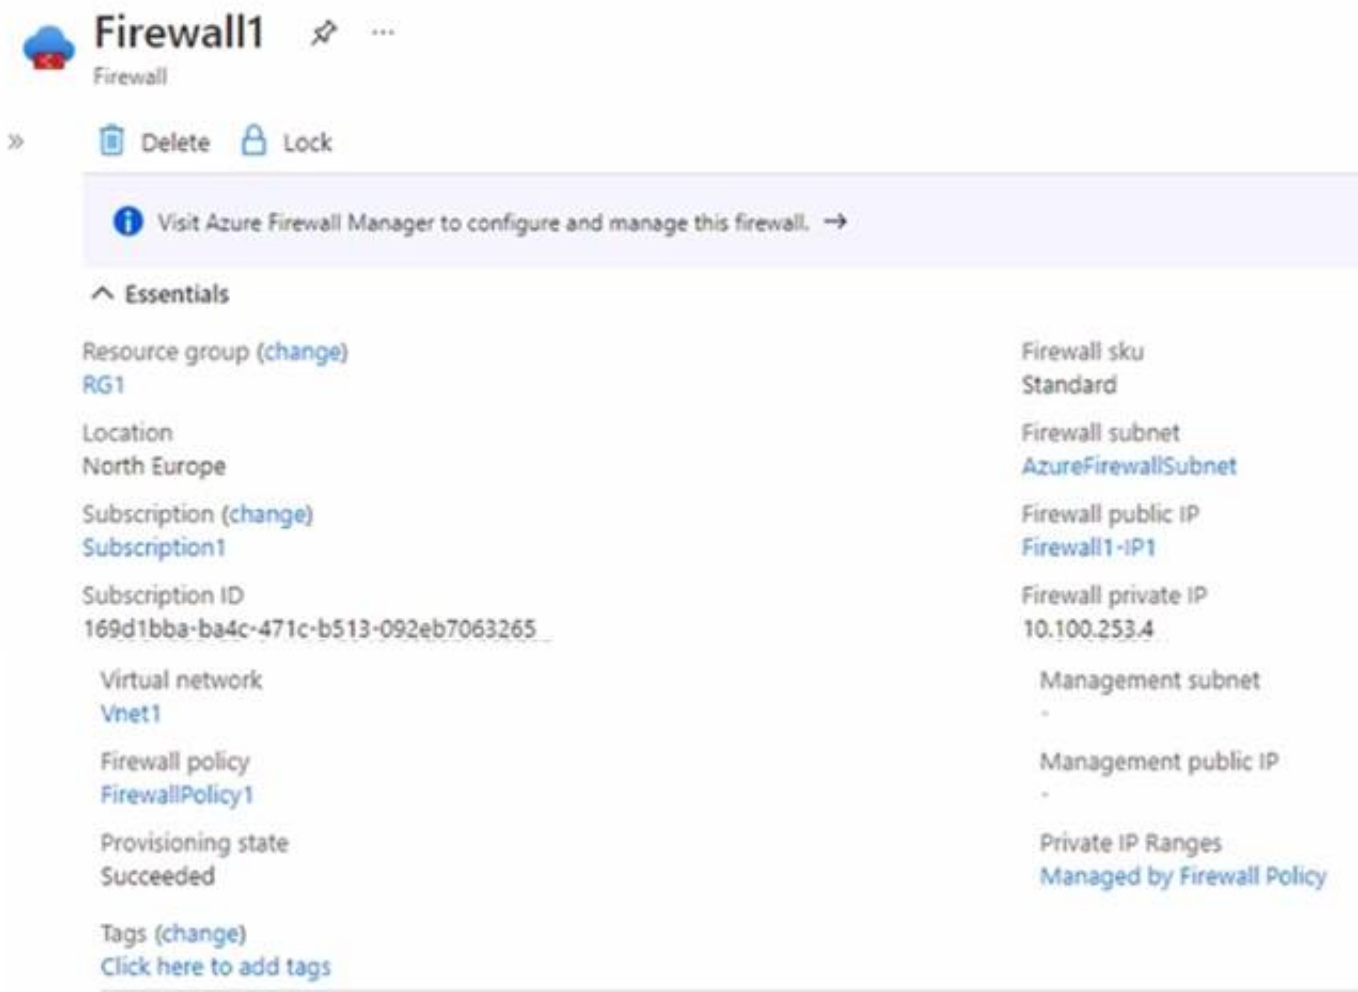 Firewall1
...
Firewall
»
Delete
Lock
Visit Azure Firewall Manager to configure and manage this firewall. →
Essentials
Resource group (change)
RG1
Location
North Europe
Subscription (change)
Subscription1
Subscription ID
169d1bba-ba4c-471c-b513-092eb7063265
Virtual network
Vnet1
Firewall policy
FirewallPolicy1
Provisioning state
Succeeded
Tags (change)
Click here to add tags
Firewall sku
Standard
Firewall subnet
AzureFirewallSubnet
Firewall public IP
Firewall1-IP1
Firewall private IP
10.100.253.4
Management subnet
-
Management public IP
-
Private IP Ranges
Managed by Firewall Policy